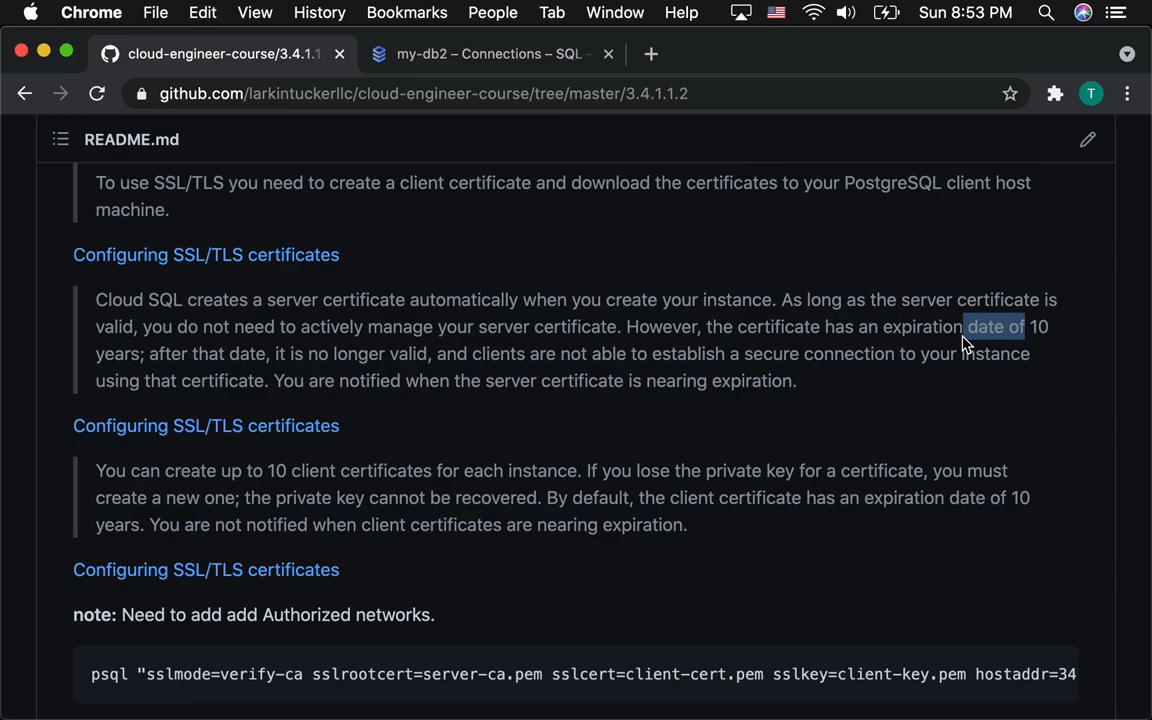 Chrome File Edit View History Bookmarks People Tab Window Help Sun 8:53 PM
cloud-engineer-course/3.4.1.1. my-db2 – Connections – SQL –
github.com/larkintuckerllc/cloud-engineer-course/tree/master/3.4.1.1.2 T
README.md
To use SSL/TLS you need to create a client certificate and download the certificates to your PostgreSQL client host
machine.
Configuring SSL/TLS certificates
Cloud SQL creates a server certificate automatically when you create your instance. As long as the server certificate is
valid, you do not need to actively manage your server certificate. However, the certificate has an expiration date of 10
years; after that date, it is no longer valid, and clients are not able to establish a secure connection to your instance
using that certificate. You are notified when the server certificate is nearing expiration.
Configuring SSL/TLS certificates
You can create up to 10 client certificates for each instance. If you lose the private key for a certificate, you must
create a new one; the private key cannot be recovered. By default, the client certificate has an expiration date of 10
years. You are not notified when client certificates are nearing expiration.
Configuring SSL/TLS certificates
note: Need to add add Authorized networks.
psql "sslmode=verify-ca sslrootcert=server-ca.pem sslcert=client-cert.pem sslkey=client-key.pem hostaddr=34